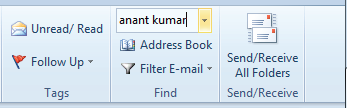 Unread/ Read
Follow Up
Tags
anant kumar
Address Book
Filter E-mail
Find
Send/Receive
All Folders
Send/Receive